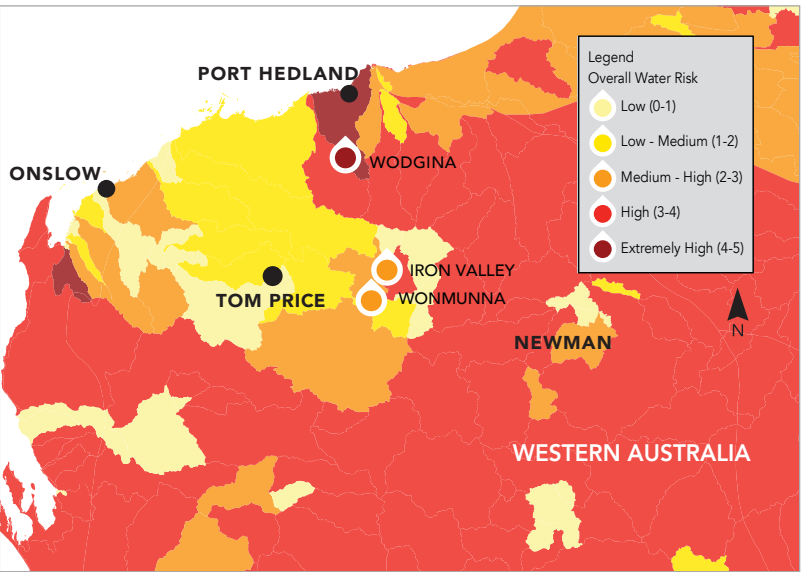 Legend
Overall Water Risk
Low (0-1)
Low - Medium (1-2)
Medium - High (2-3)
High (3-4)
Extremely High (4-5)
PORT HEDLAND
WODGINA
ONSLOW
IRON VALLEY
TOM PRICE
WONMUNNA
N
NEWMAN
WESTERN AUSTRALIA